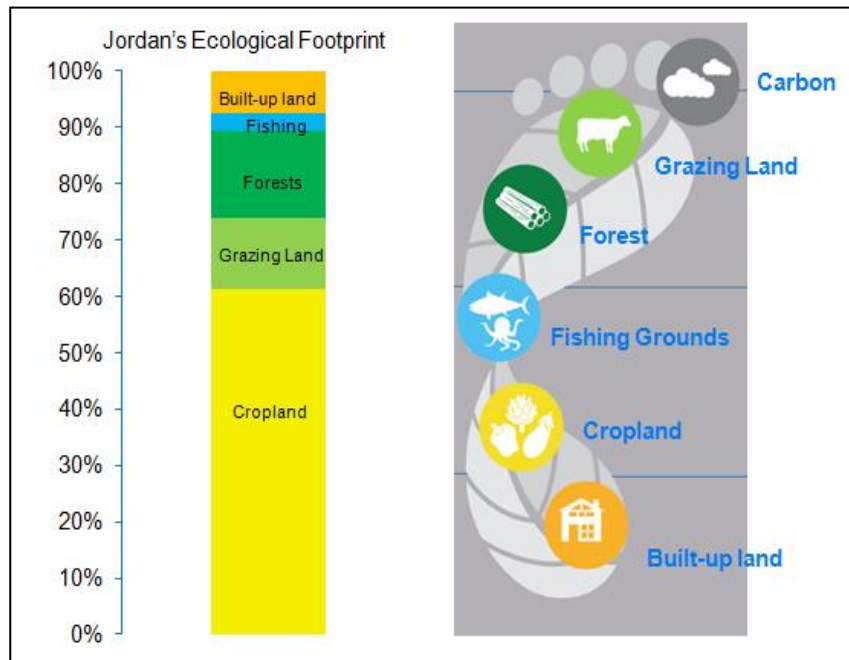 Jordan's Ecological Footprint
100%
90%
80%
70%
60%
50%
40%
30%
20%
10%
0%
Built-up land
Fishing
Forests
Grazing Land
Cropland
Carbon
Grazing Land
Forest
Fishing Grounds
Cropland
Built-up land